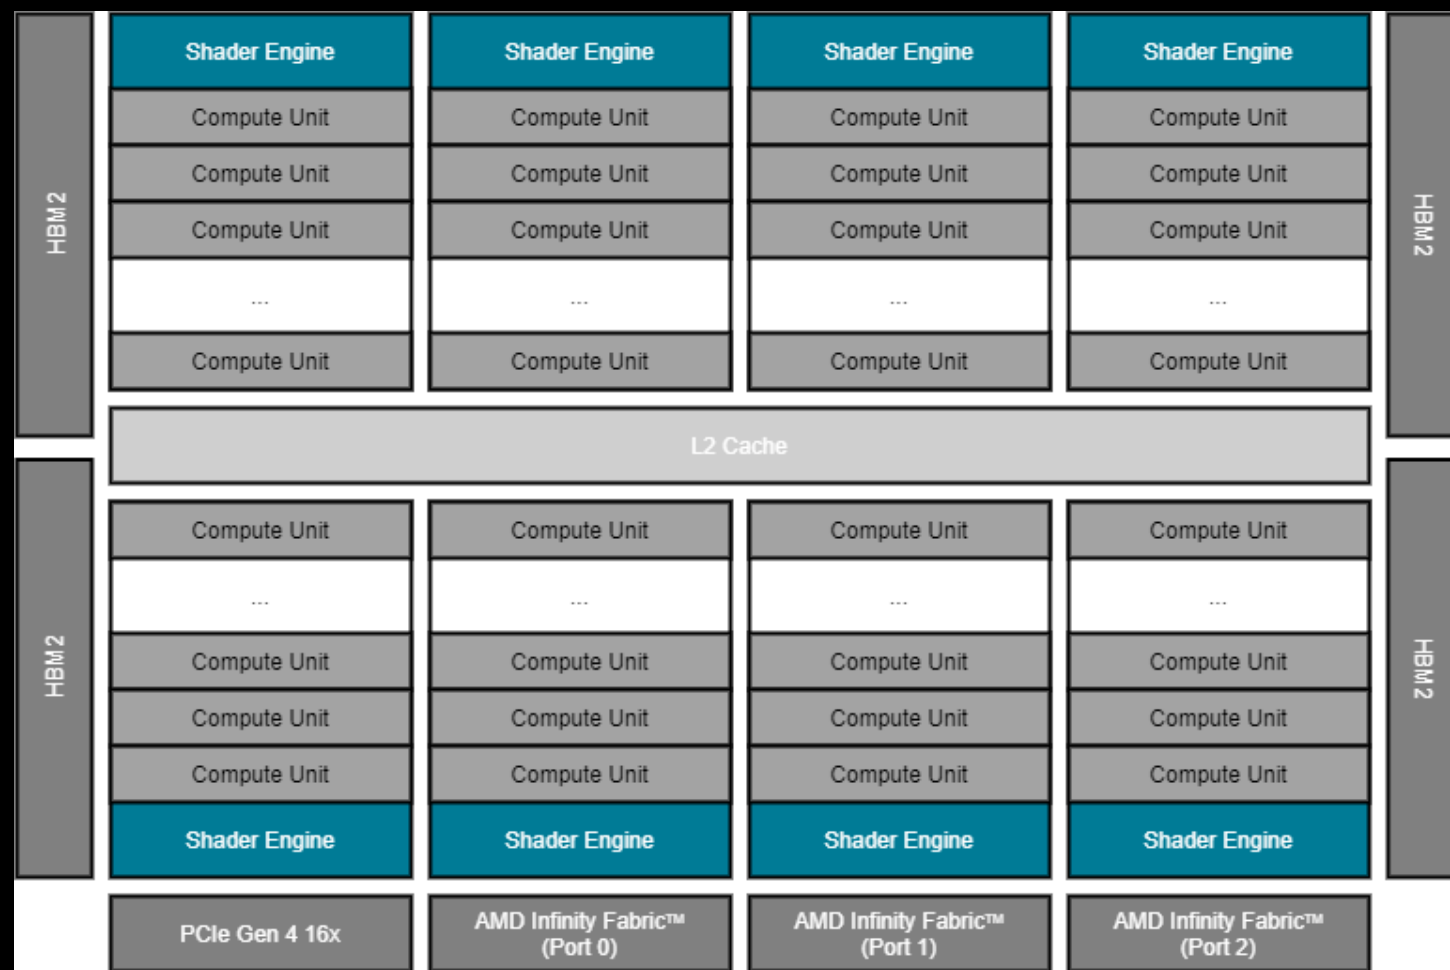 Shader Engine Shader Engine Shader Engine Shader Engine
Compute Unit Compute Unit Compute Unit Compute Unit
Compute Unit Compute Unit Compute Unit Compute Unit
HBM2
HBM2
Compute Unit Compute Unit Compute Unit Compute Unit
... ... ... ...
Compute Unit Compute Unit Compute Unit Compute Unit
L2 Cache
Compute Unit Compute Unit Compute Unit Compute Unit
... ... ... ...
HBM2
HBM2
Compute Unit Compute Unit Compute Unit Compute Unit
Compute Unit Compute Unit Compute Unit Compute Unit
Compute Unit Compute Unit Compute Unit Compute Unit
Shader Engine Shader Engine Shader Engine Shader Engine
PCIe Gen 4 16x
AMD Infinity Fabric™
(Port 0)
AMD Infinity Fabric™
(Port 1)
AMD Infinity Fabric™
(Port 2)